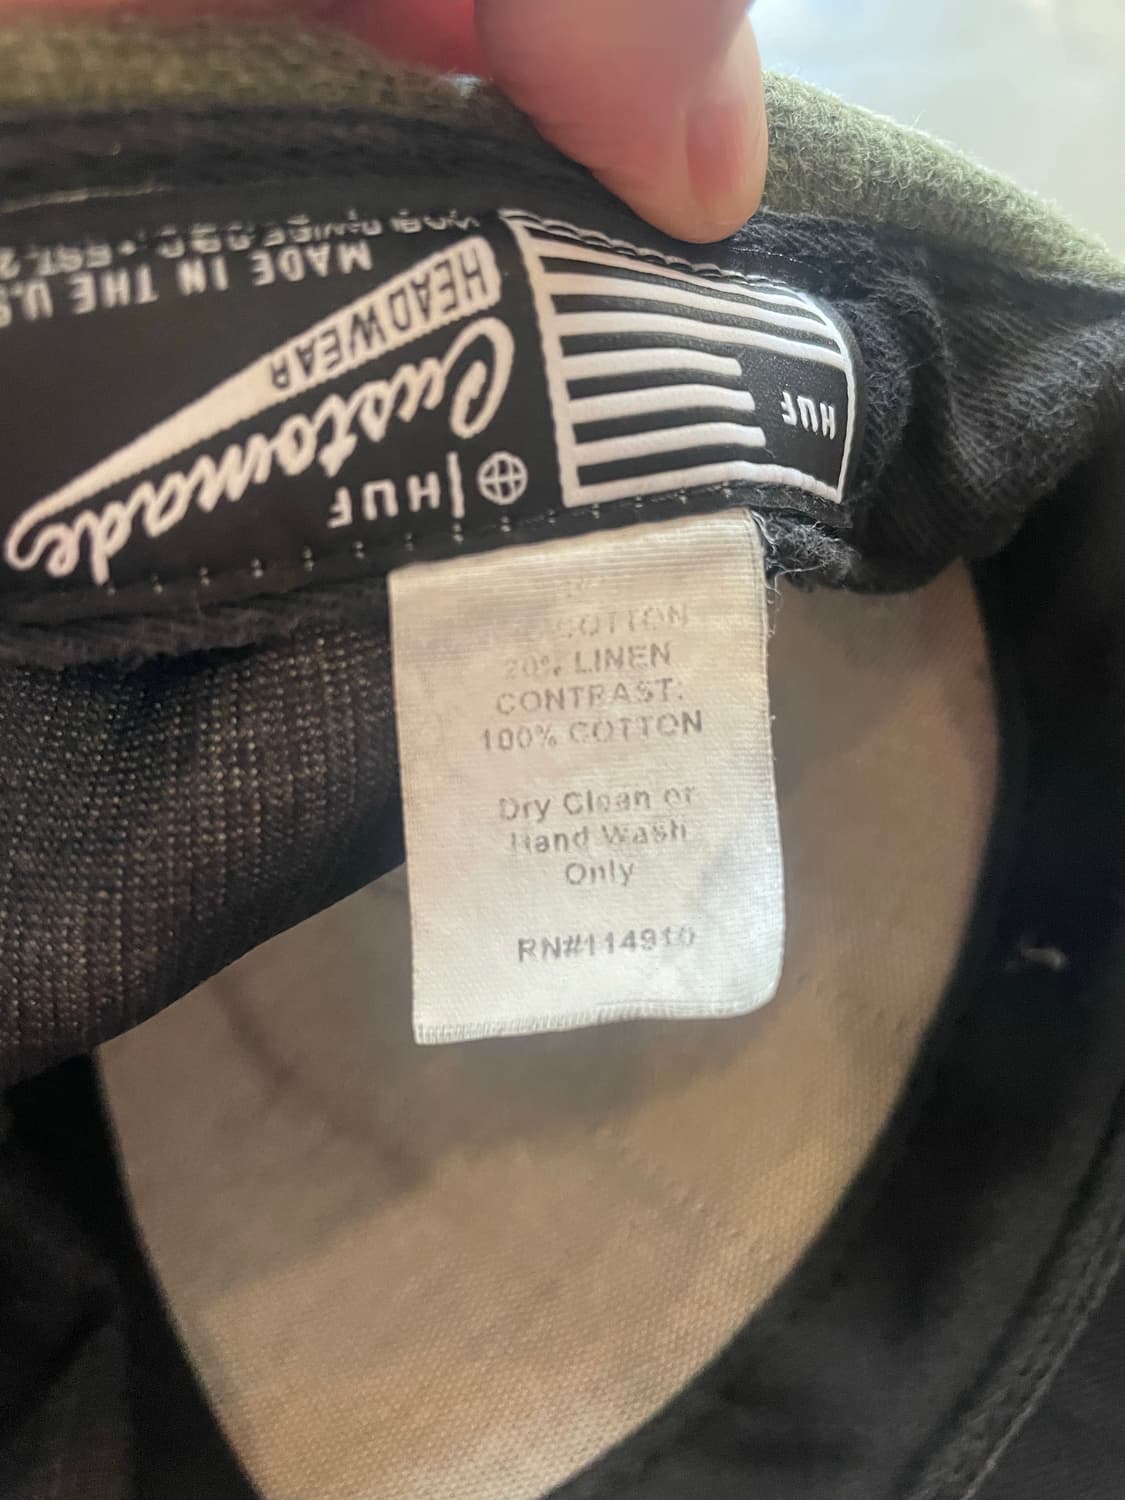 MADE IN THE U.S
HEADWEAR
Customade
HUF
HUF
COTTON
20% LINEN
CONTRAST:
100% COTTON
Dry Clean or
Hand Wash
Only
RN#114910